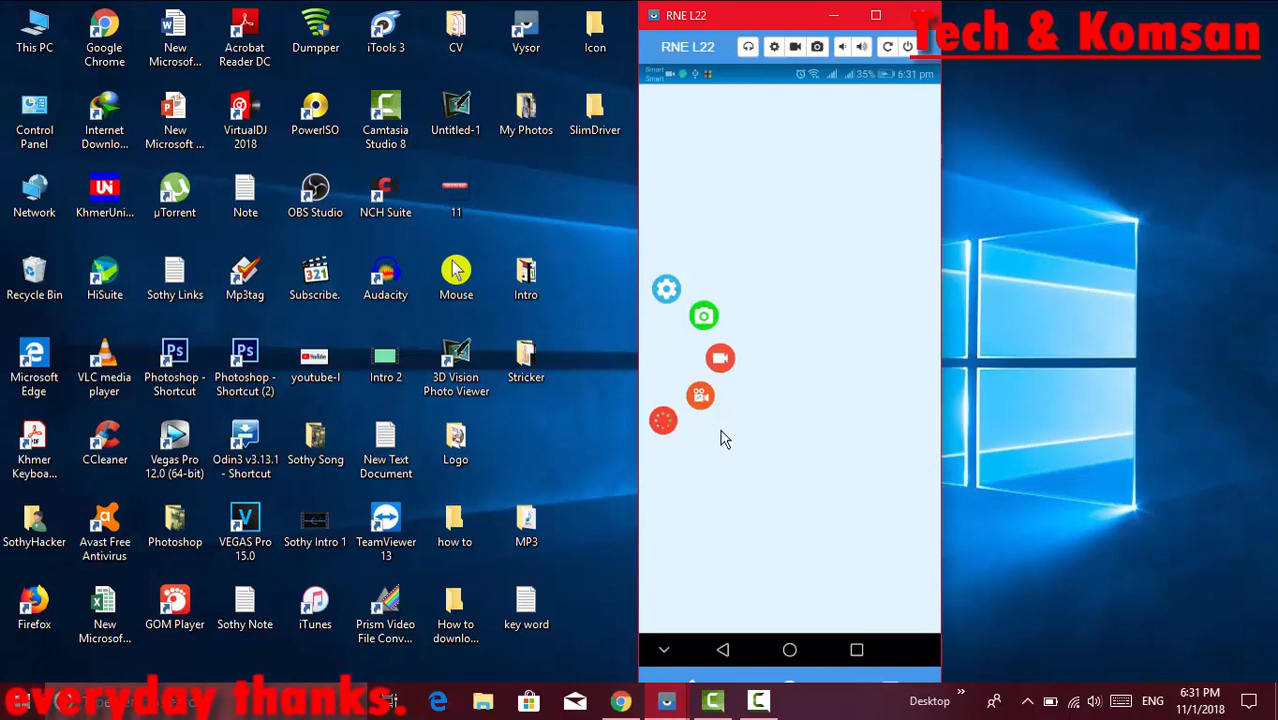 RNE L22
Tech & Komsan
RNE L22
Smart
Smart
35% 6:31 pm
This PC
Google Chrome
New Microsof...
Acrobat Reader DC
Dumpper
iTools 3
CV
Vysor
Icon
Control Panel
Internet Downlo...
New Microsoft ...
VirtualDJ 2018
PowerISO
Camtasia Studio 8
Untitled-1
My Photos
SlimDriver
Network
KhmerUni...
µTorrent
Note
OBS Studio
NCH Suite
11
Recycle Bin
HiSuite
Sothy Links
Mp3tag
Subscribe.
Audacity
Mouse
Intro
Microsoft Edge
VLC media player
Photoshop - Shortcut
Photoshop - Shortcut (2)
youtube-I
Intro 2
3D Vision Photo Viewer
Stricker
Khmer Keyboa...
CCleaner
Vegas Pro 12.0 (64-bit)
Odin3 v3.13.1 - Shortcut
Sothy Song
New Text Document
Logo
SothyHacker
Avast Free Antivirus
Photoshop
VEGAS Pro 15.0
Sothy Intro 1
TeamViewer 13
how to
MP3
Firefox
New Microsof...
GOM Player
Sothy Note
iTunes
Prism Video File Conv...
How to downlo...
key word
everyday thanks.
Desktop
ENG
6:31 PM
11/1/2018